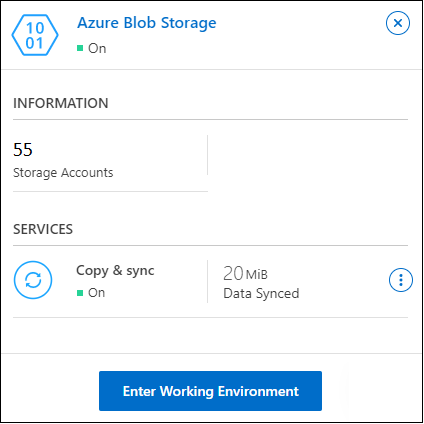 10
01
Azure Blob Storage
On
INFORMATION
55
Storage Accounts
SERVICES
Copy & sync
On
20 MiB
Data Synced
Enter Working Environment